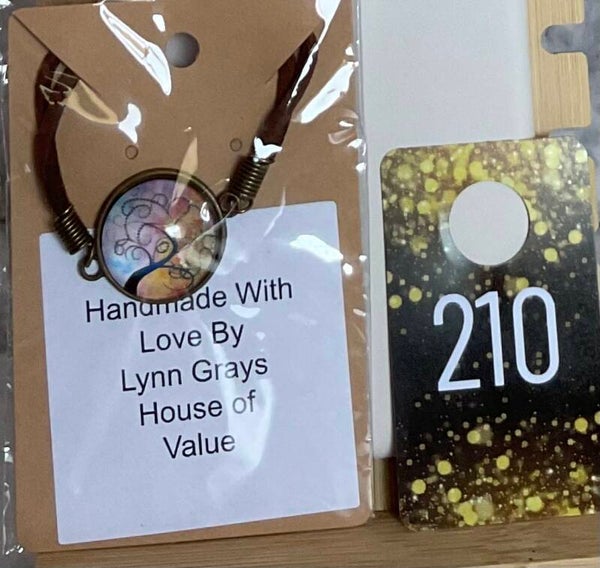 Handmade With
Love By
Lynn Grays
House of
Value
210